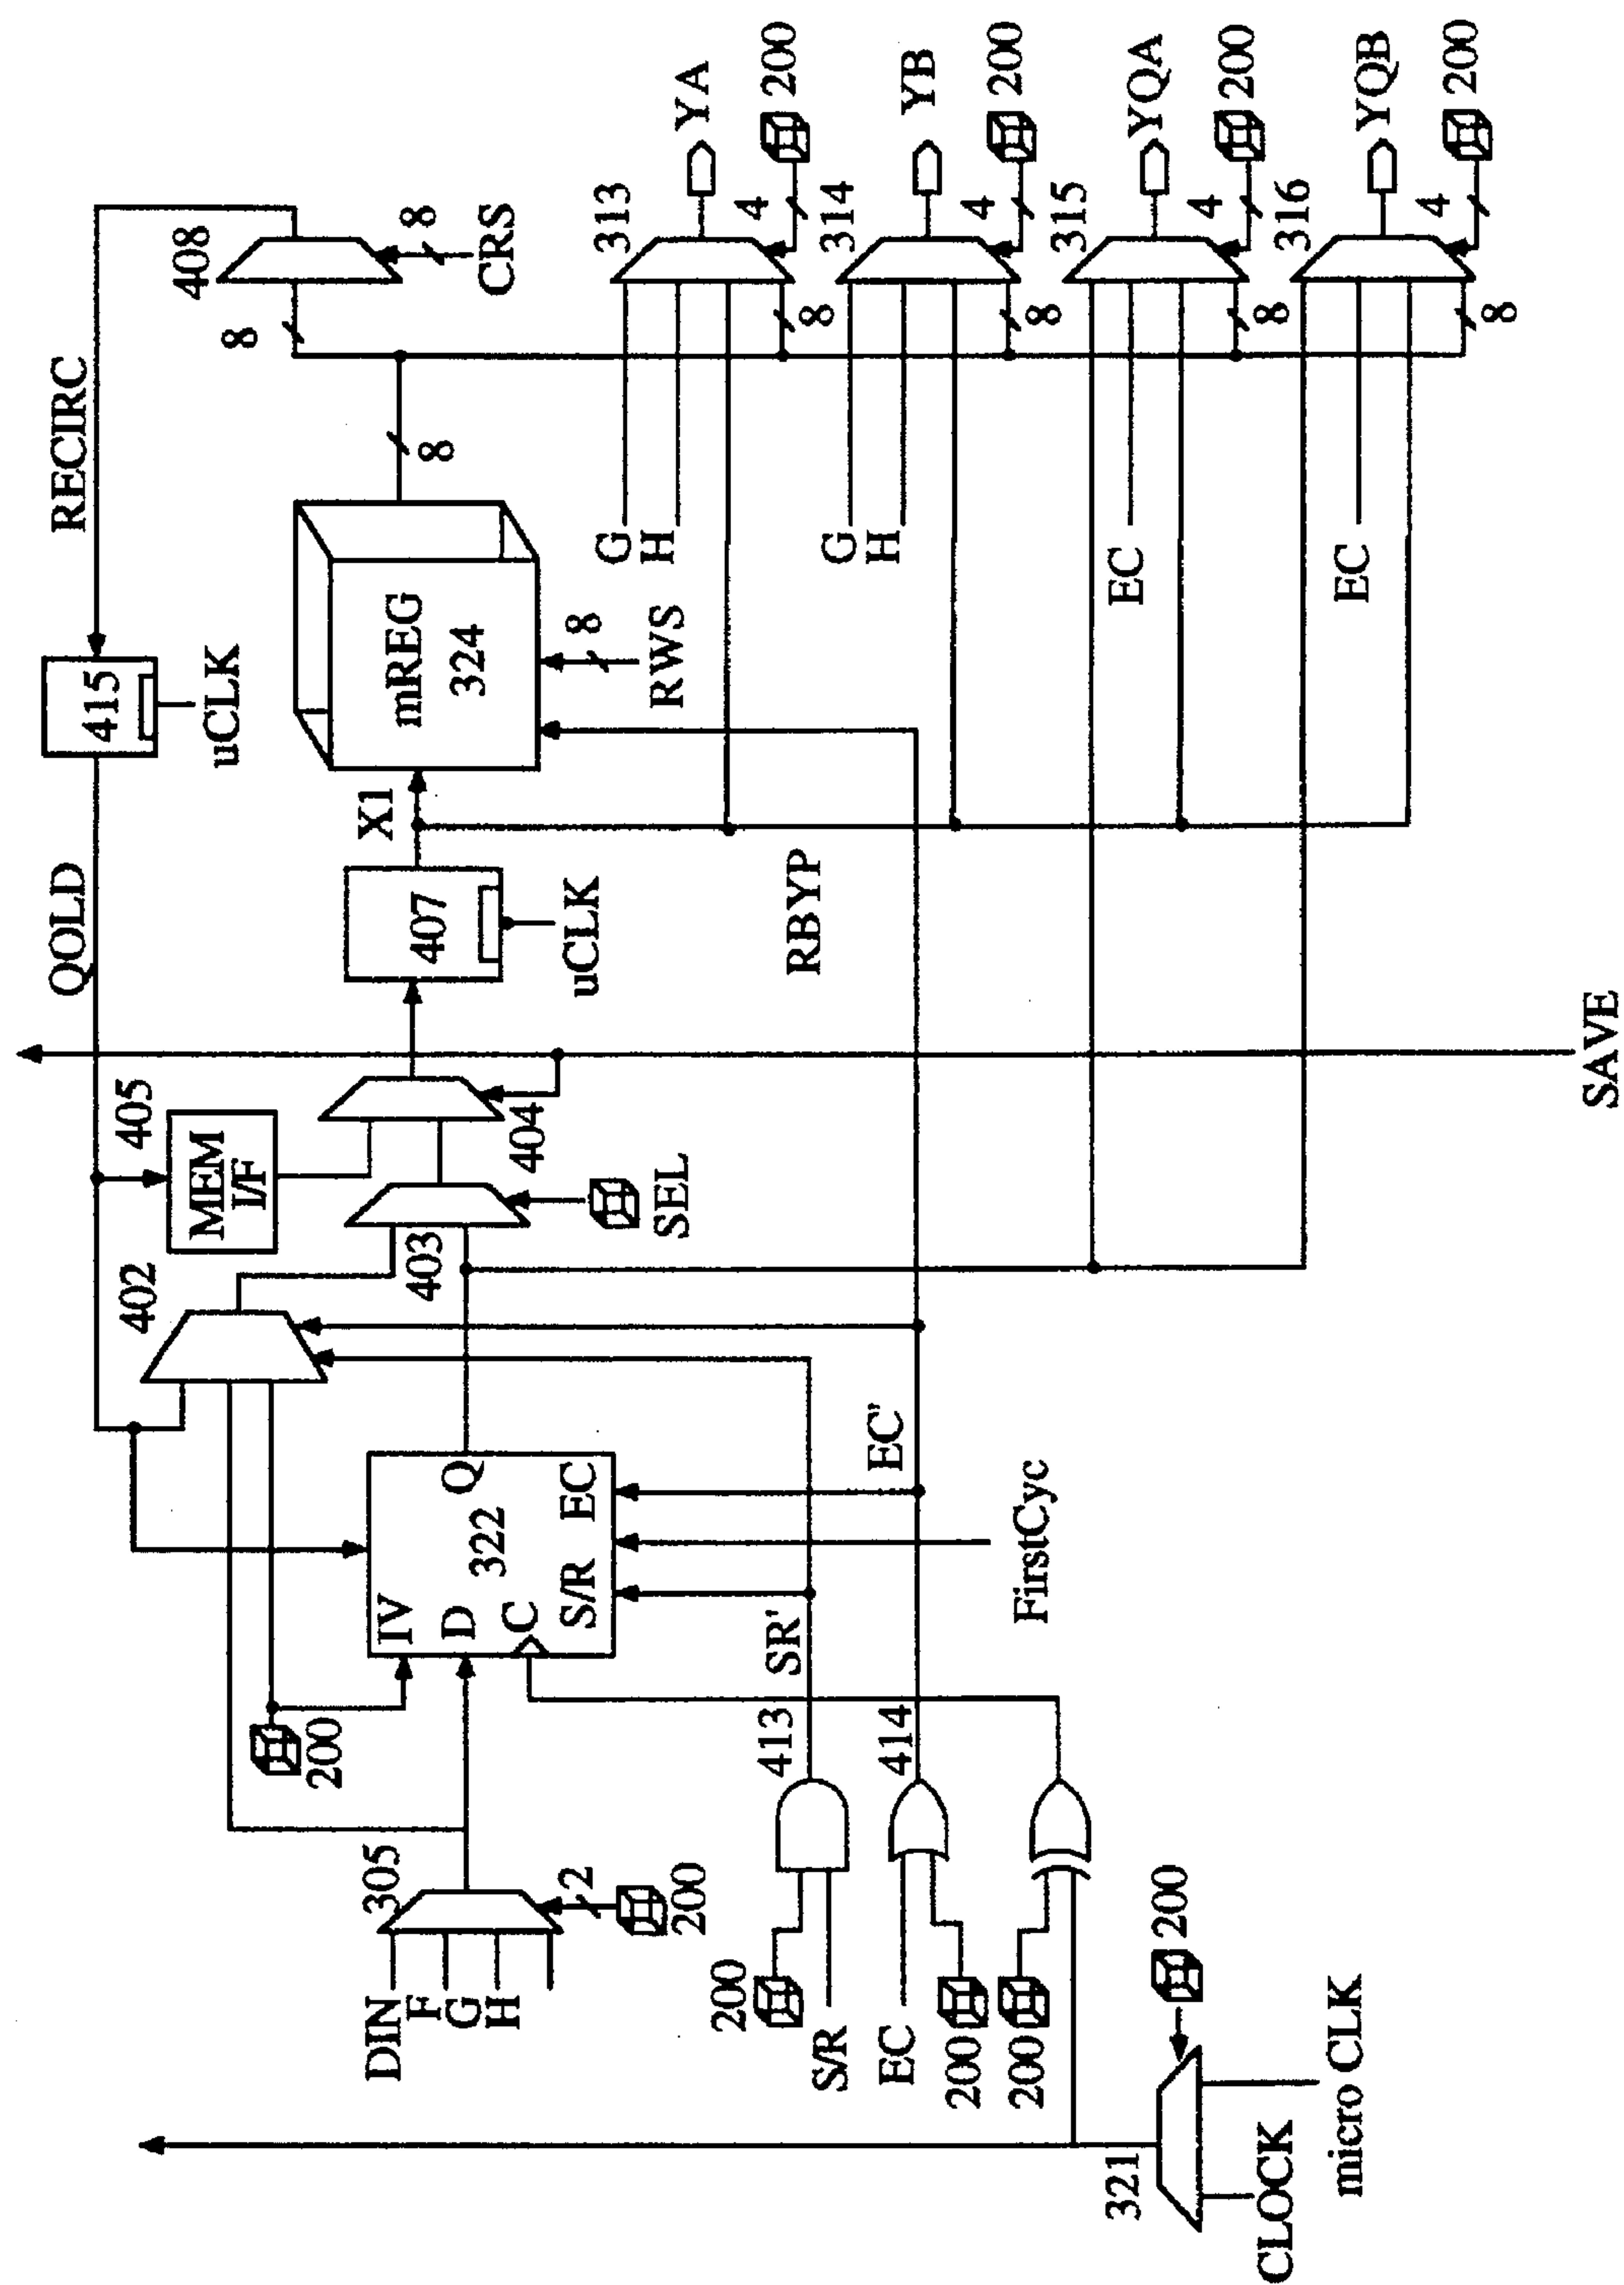 RECIRC
408
8
8
CRS
415
uCLK
QOLD
405
MEM
I/F
402
mREG
324
8
8
RWS
X1
407
uCLK
RBYP
404
403
SEL
SAVE
G
H
313
YA
4
200
8
G
H
314
YB
4
200
8
EC
315
YQA
4
200
8
EC
316
YQB
4
200
8
IV
D
C
Q
322
S/R
EC
200
SR'
EC'
FirstCyc
305
DIN
F
G
H
2
200
413
200
S/R
414
EC
200
200
321
200
CLOCK
micro CLK